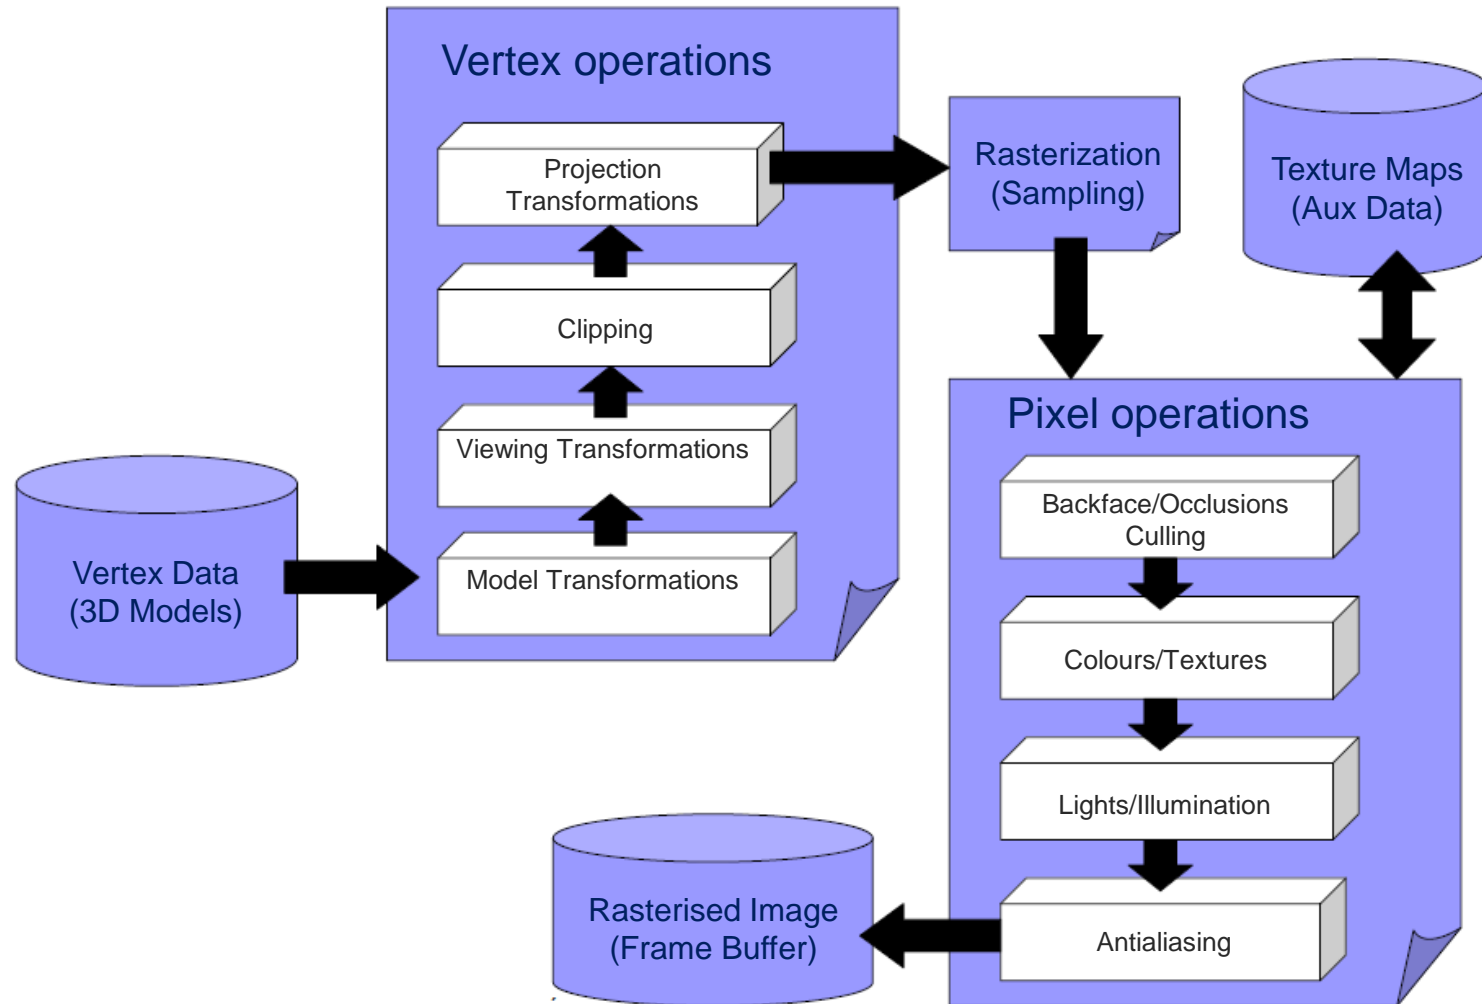 Vertex operations
Projection
Transformations
Clipping
Viewing Transformations
Model Transformations
Vertex Data
(3D Models)
Rasterization
(Sampling)
Texture Maps
(Aux Data)
Pixel operations
Backface/Occlusions
Culling
Colours/Textures
Lights/Illumination
Antialiasing
Rasterised Image
(Frame Buffer)